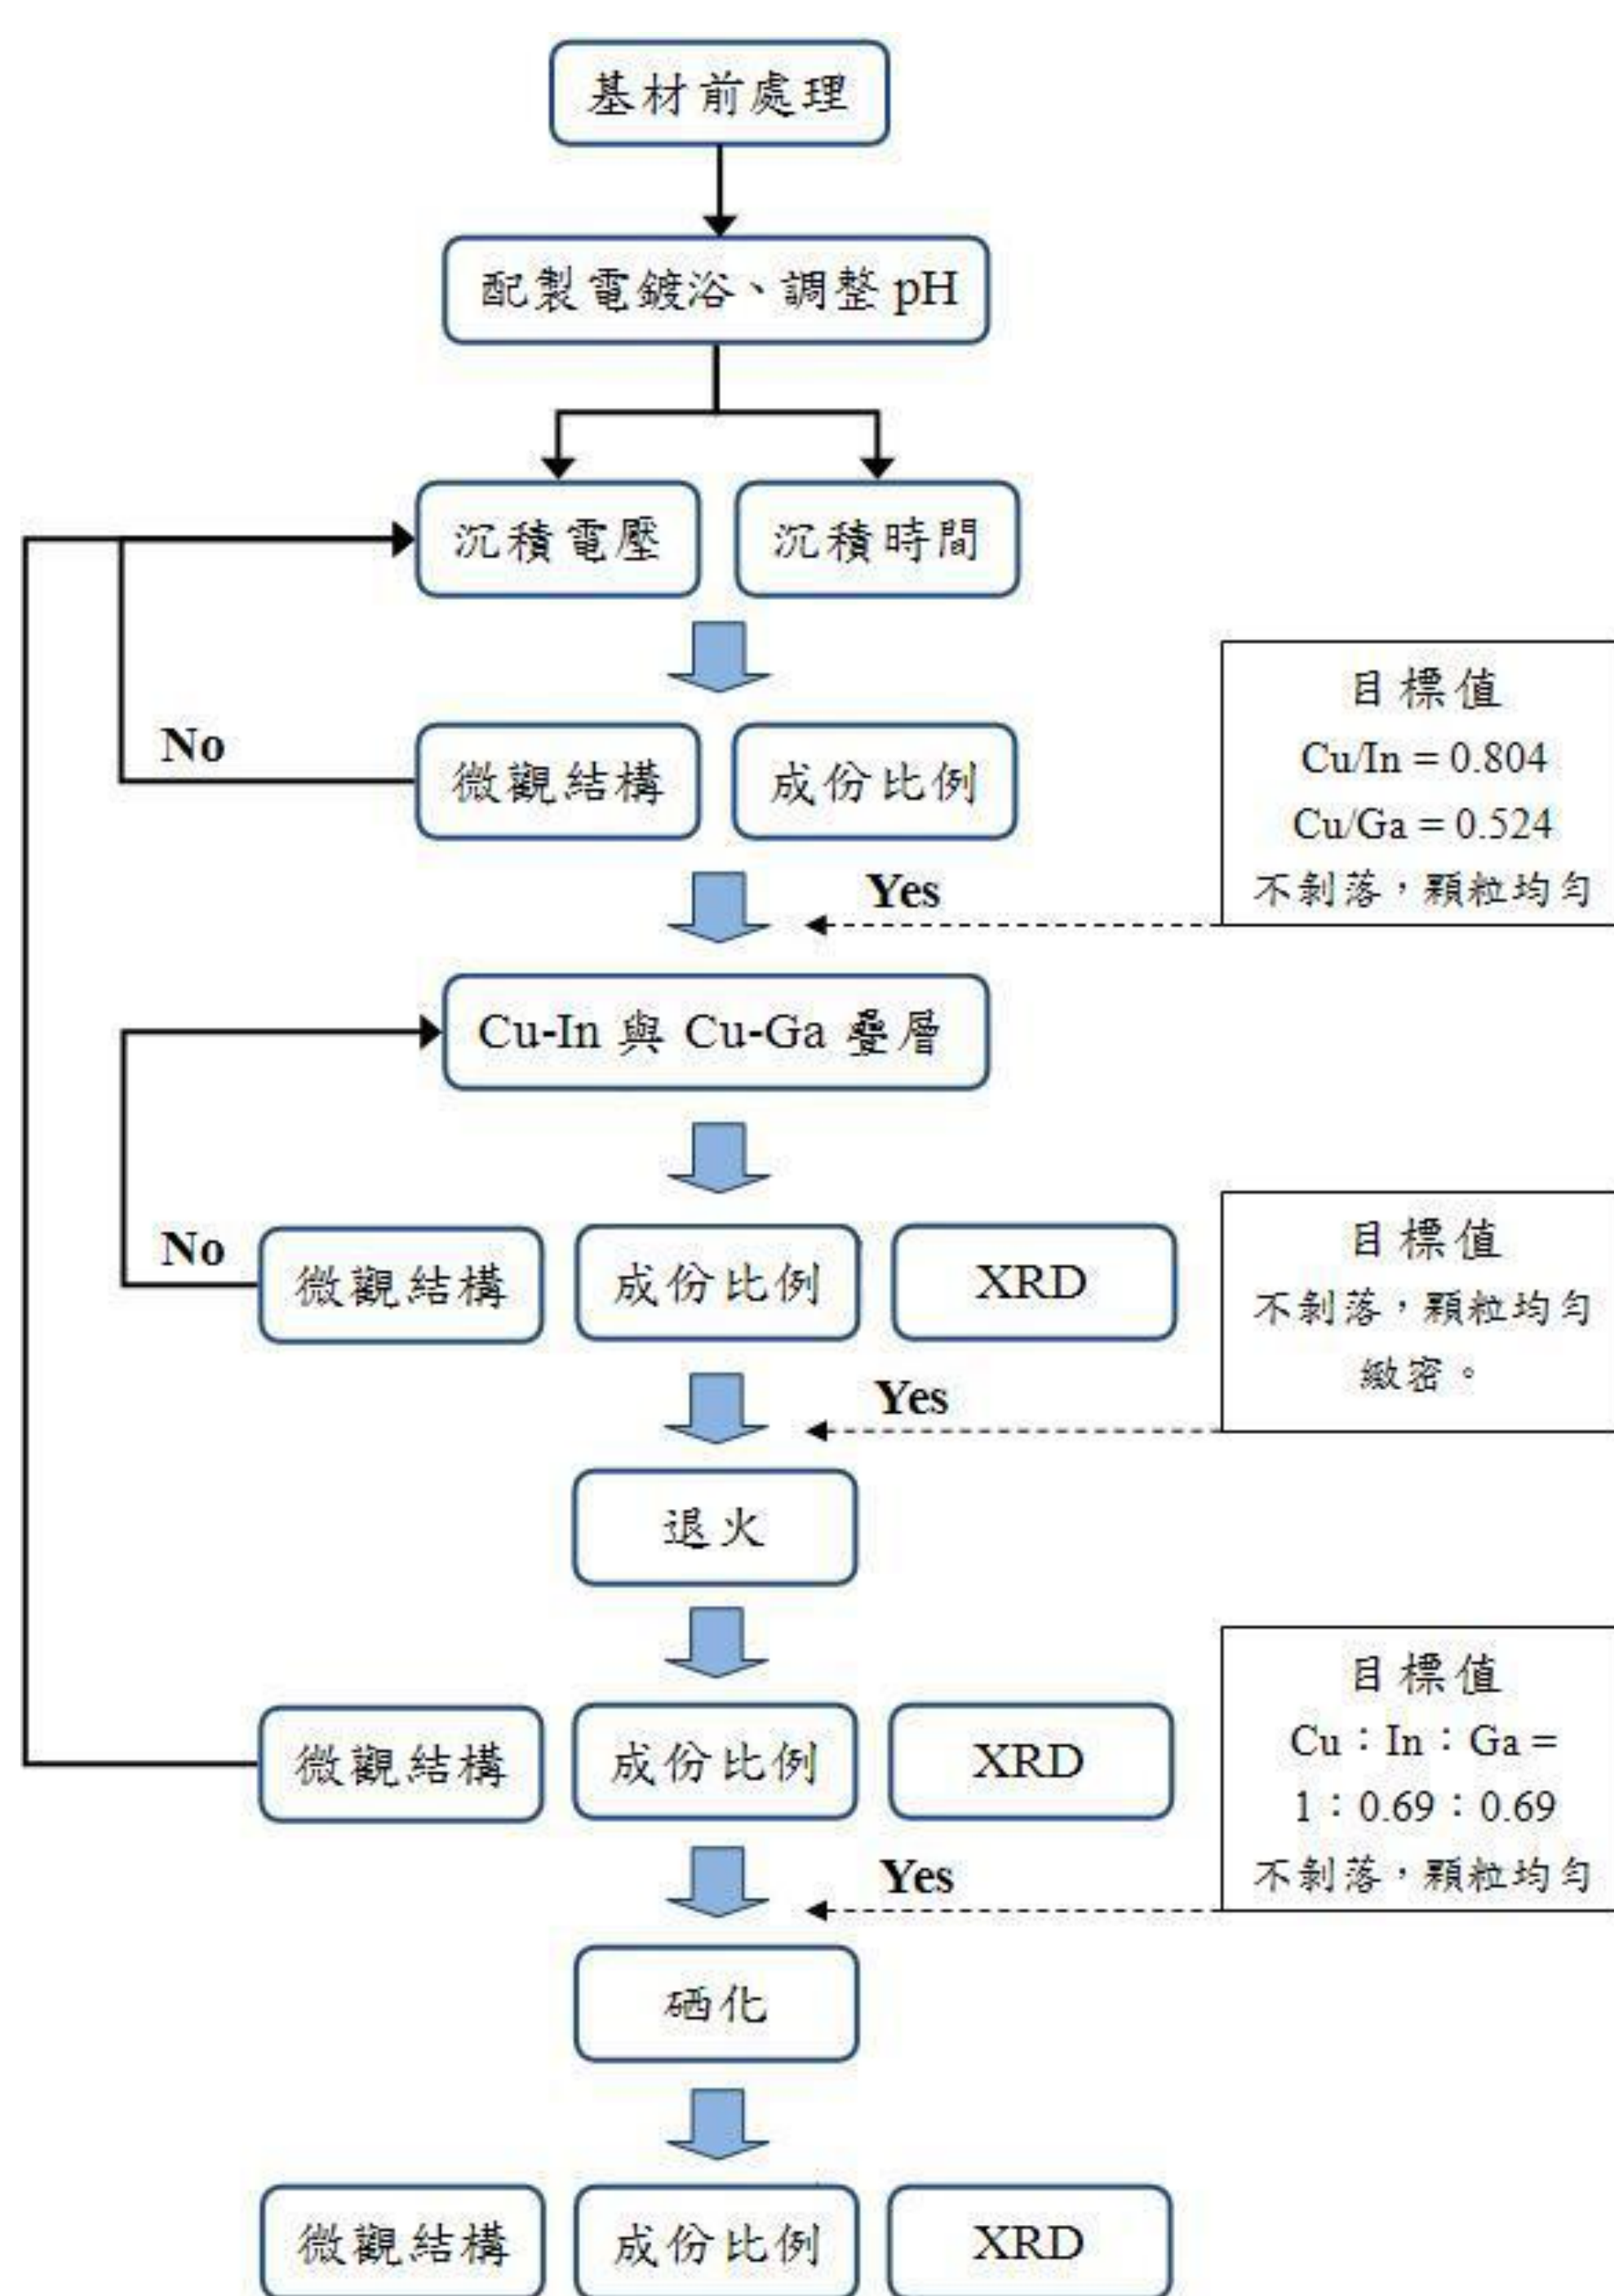 基材前處理
配製電鍍浴、調整 pH
沉積電壓
沉積時間
No
微觀結構
成份比例
目標值
Cu/In = 0.804
Cu/Ga = 0.524
不剝落，顆粒均勻
Yes
Cu-In 與 Cu-Ga 疊層
No
微觀結構
成份比例
XRD
目標值
不剝落，顆粒均勻
緻密。
Yes
退火
微觀結構
成份比例
XRD
目標值
Cu：In：Ga =
1：0.69：0.69
不剝落，顆粒均勻
Yes
硒化
微觀結構
成份比例
XRD